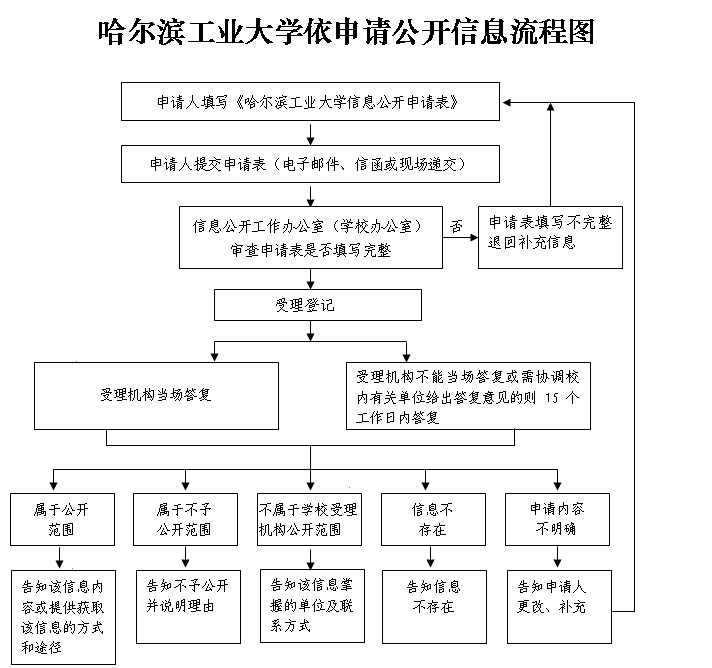 哈尔滨工业大学依申请公开信息流程图
申请人填写《哈尔滨工业大学信息公开申请表》
申请人提交申请表（电子邮件、信函或现场递交）
信息公开工作办公室（学校办公室）
审查申请表是否填写完整
否
申请表填写不完整
退回补充信息
受理登记
受理机构当场答复
受理机构不能当场答复或需协调校
内有关单位给出答复意见的则 15 个
工作日内答复
属于公开
范围
属于不予
公开范围
不属于学校受理
机构公开范围
信息不
存在
申请内容
不明确
告知该信息内
容或提供获取
该信息的方式
和途径
告知不予公开
并说明理由
告知该信息掌
握的单位及联
系方式
告知信息
不存在
告知申请人
更改、补充